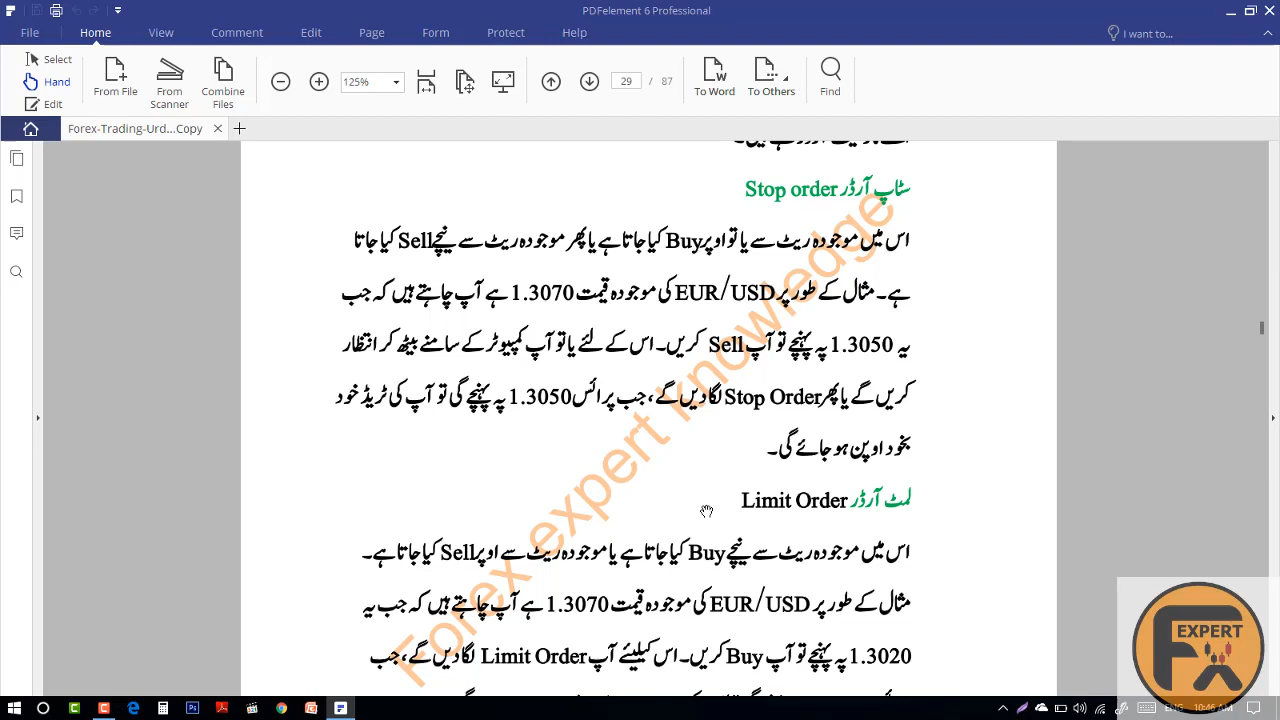 PDFelement 6 Professional
File Home View Comment Edit Page Form Protect Help I want to...
Select
Hand
Edit
From File
From Scanner
Combine Files
125%
29 / 87
To Word
To Others
Find
Forex-Trading-Urd...Copy
سٹاپ آرڈر Stop order
اس میں موجودہ ریٹ سے یا تو اوپر Buy کیا جاتا ہے یا پھر موجودہ ریٹ سے نیچے Sell کیا جاتا
ہے۔ مثال کے طور پر EUR/USD کی موجودہ قیمت 1.3070 ہے آپ چاہتے ہیں کہ جب
یہ 1.3050 پہ پہنچے تو آپ Sell کریں۔ اس کے لئے یا تو آپ کمپیوٹر کے سامنے بیٹھ کر انتظار
کریں گے یا پھر Stop Order لگا دیں گے، جب پرائس 1.3050 پہ پہنچے گی تو آپ کی ٹریڈ خود
بخود اوپن ہو جائے گی۔
لمٹ آرڈر Limit Order
اس میں موجودہ ریٹ سے نیچے Buy کیا جاتا ہے یا موجودہ ریٹ سے اوپر Sell کیا جاتا ہے۔
مثال کے طور پر EUR/USD کی موجودہ قیمت 1.3070 ہے آپ چاہتے ہیں کہ جب یہ
1.3020 پہ پہنچے تو آپ Buy کریں۔ اس کیلیئے آپ Limit Order لگا دیں گے، جب
Forex expert knowledge
EXPERT
FX
ENG 10:46 AM